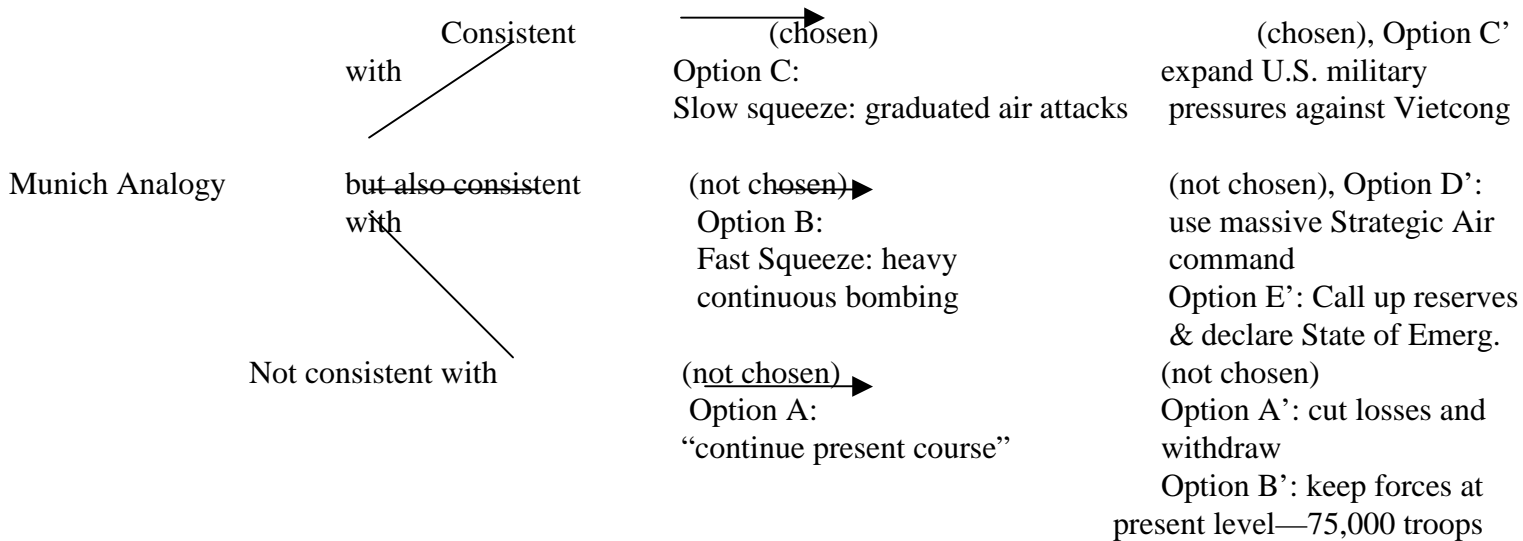 Consistent (chosen) (chosen), Option C’
with Option C: expand U.S. military
Slow squeeze: graduated air attacks pressures against Vietcong
Munich Analogy but also consistent (not chosen) (not chosen), Option D’:
with Option B: use massive Strategic Air
Fast Squeeze: heavy command
continuous bombing Option E’: Call up reserves
& declare State of Emerg.
Not consistent with (not chosen) (not chosen)
Option A: Option A’: cut losses and
“continue present course” withdraw
Option B’: keep forces at
present level—75,000 troops